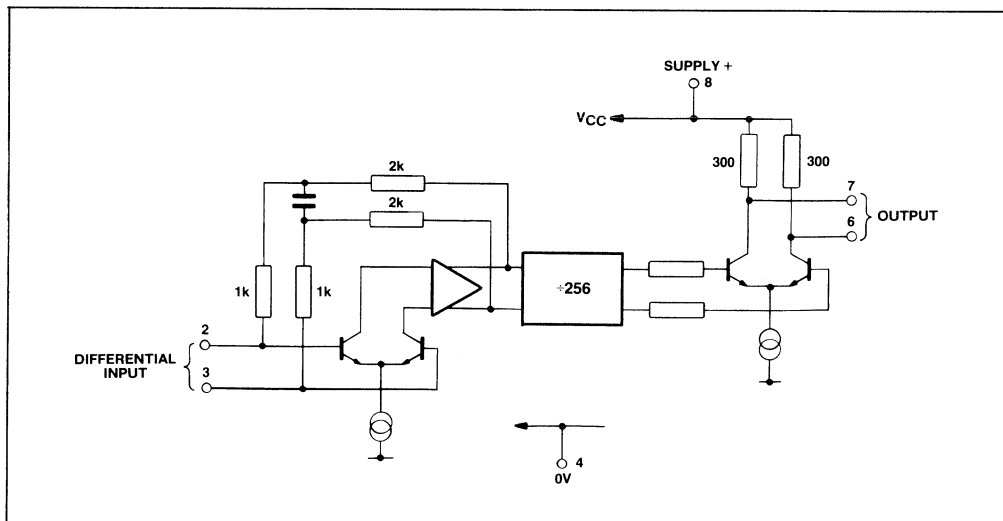 SUPPLY +
8
VCC
300
300
7
OUTPUT
6
2k
2k
1k
1k
÷256
2
DIFFERENTIAL
INPUT
3
4
0V